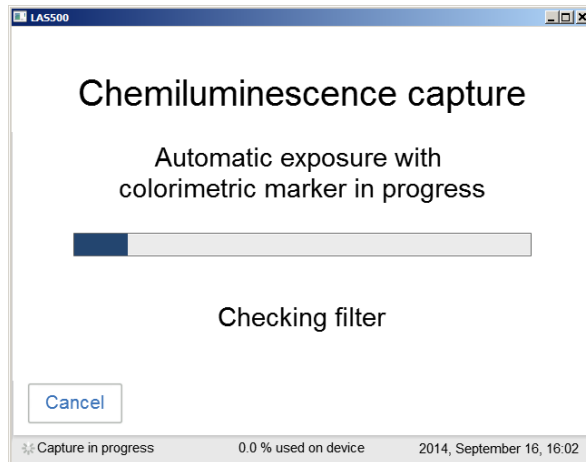 LAS500
Chemiluminescence capture
Automatic exposure with
colorimetric marker in progress
Checking filter
Cancel
Capture in progress 0.0 % used on device 2014, September 16, 16:02